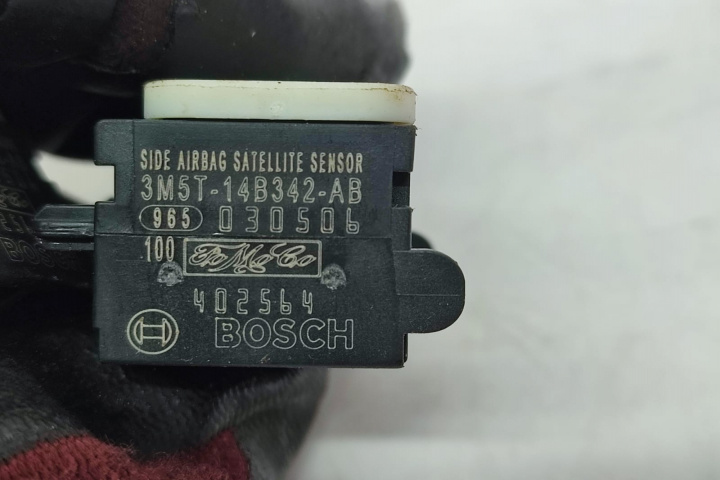 SIDE AIRBAG SATELLITE SENSOR
3M5T-14B342-AB
965 030506
100 FoMoCo
402564
BOSCH